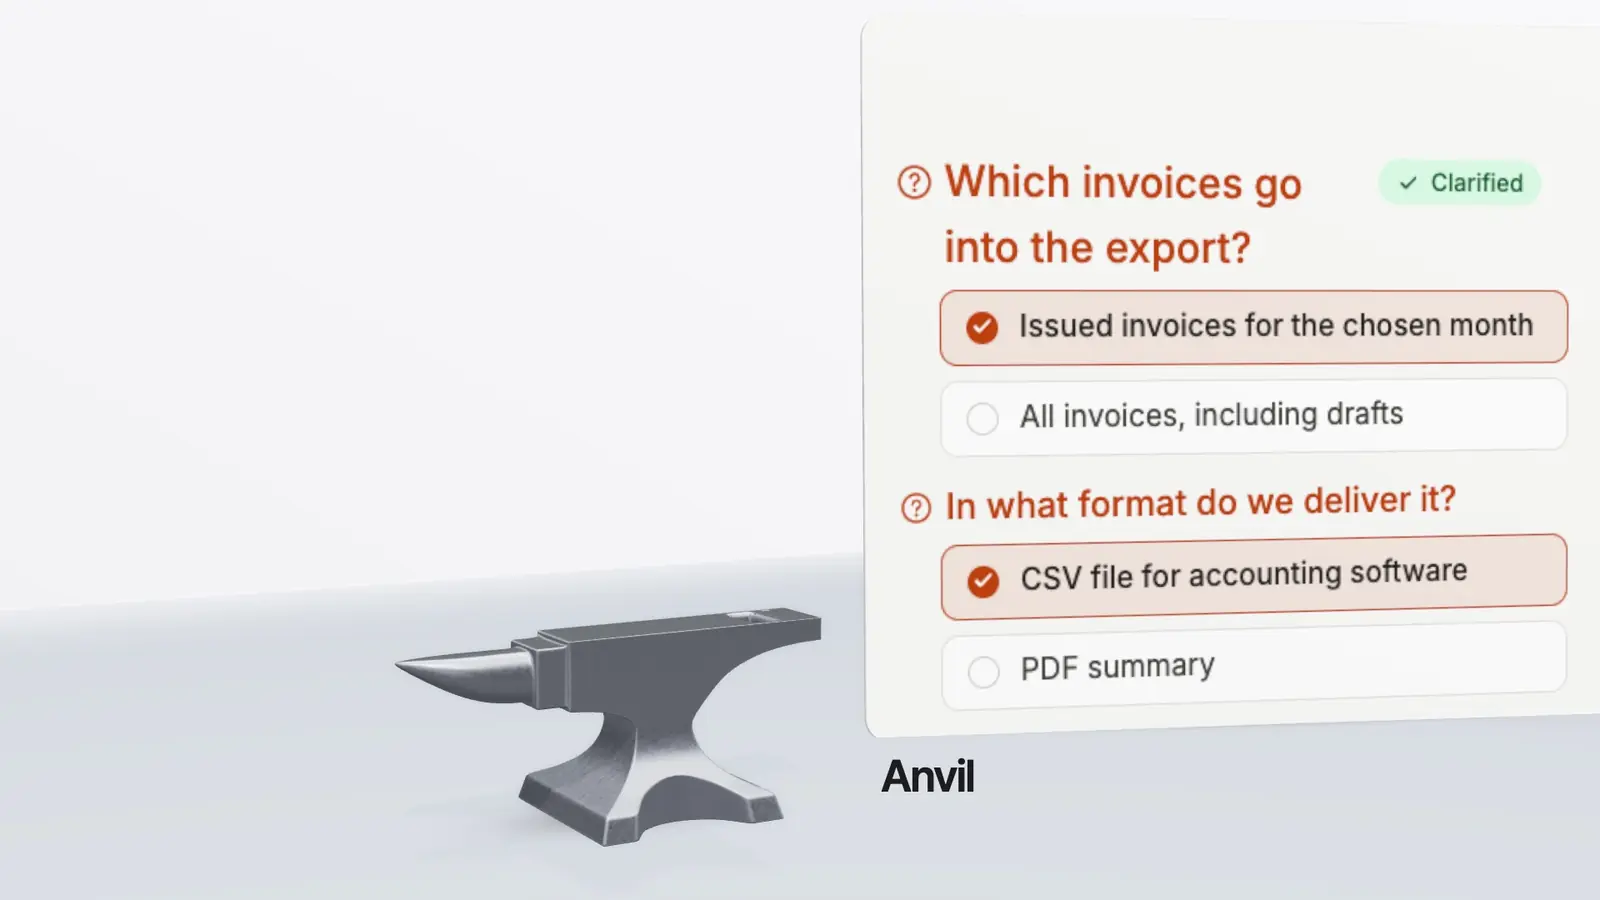 Which invoices go
into the export?
Clarified
Issued invoices for the chosen month
All invoices, including drafts
In what format do we deliver it?
CSV file for accounting software
PDF summary
Anvil